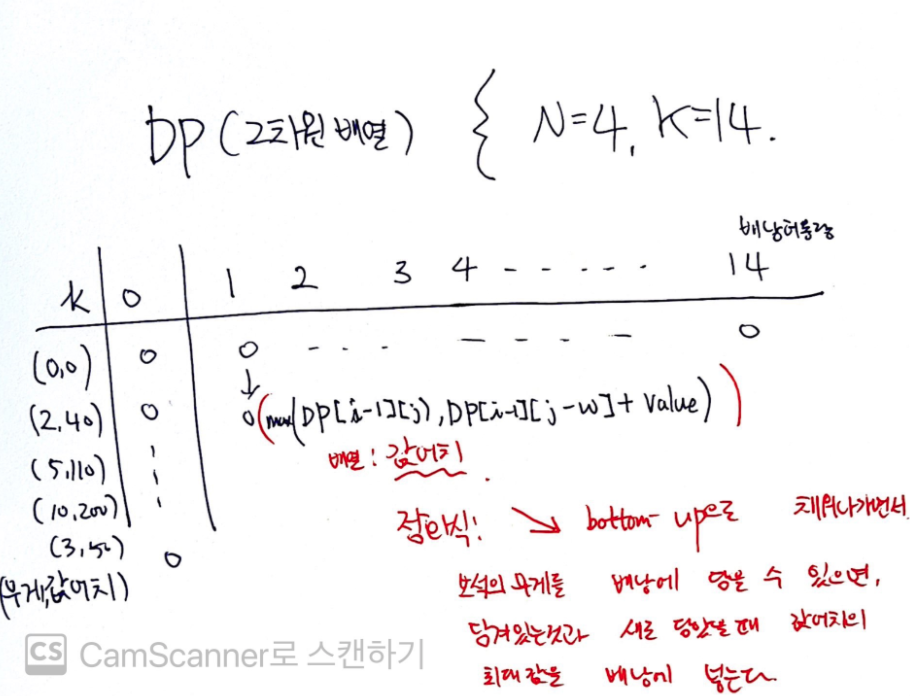 DP (2차원 배열) { N=4, K=14.
배낭허용량
K 0 1 2 3 4 - - - - - . 14
(0,0) 0 0 - - - - - - - 0
(2,40) 0 0 (max(DP[i-1][j), DP[i-1][j-w]+ value))
(5,110) 배열 : 값어치
(10,200) 점화식! ↘ bottom-up으로 채워나가면서
(3,50) 0
(무게,값어치)
보석의 무게를 배낭에 담을 수 있으면,
담겨있는것과 새로 담았을 때 값어치의
최대값을 배낭에 넣는다.
CS CamScanner로 스캔하기